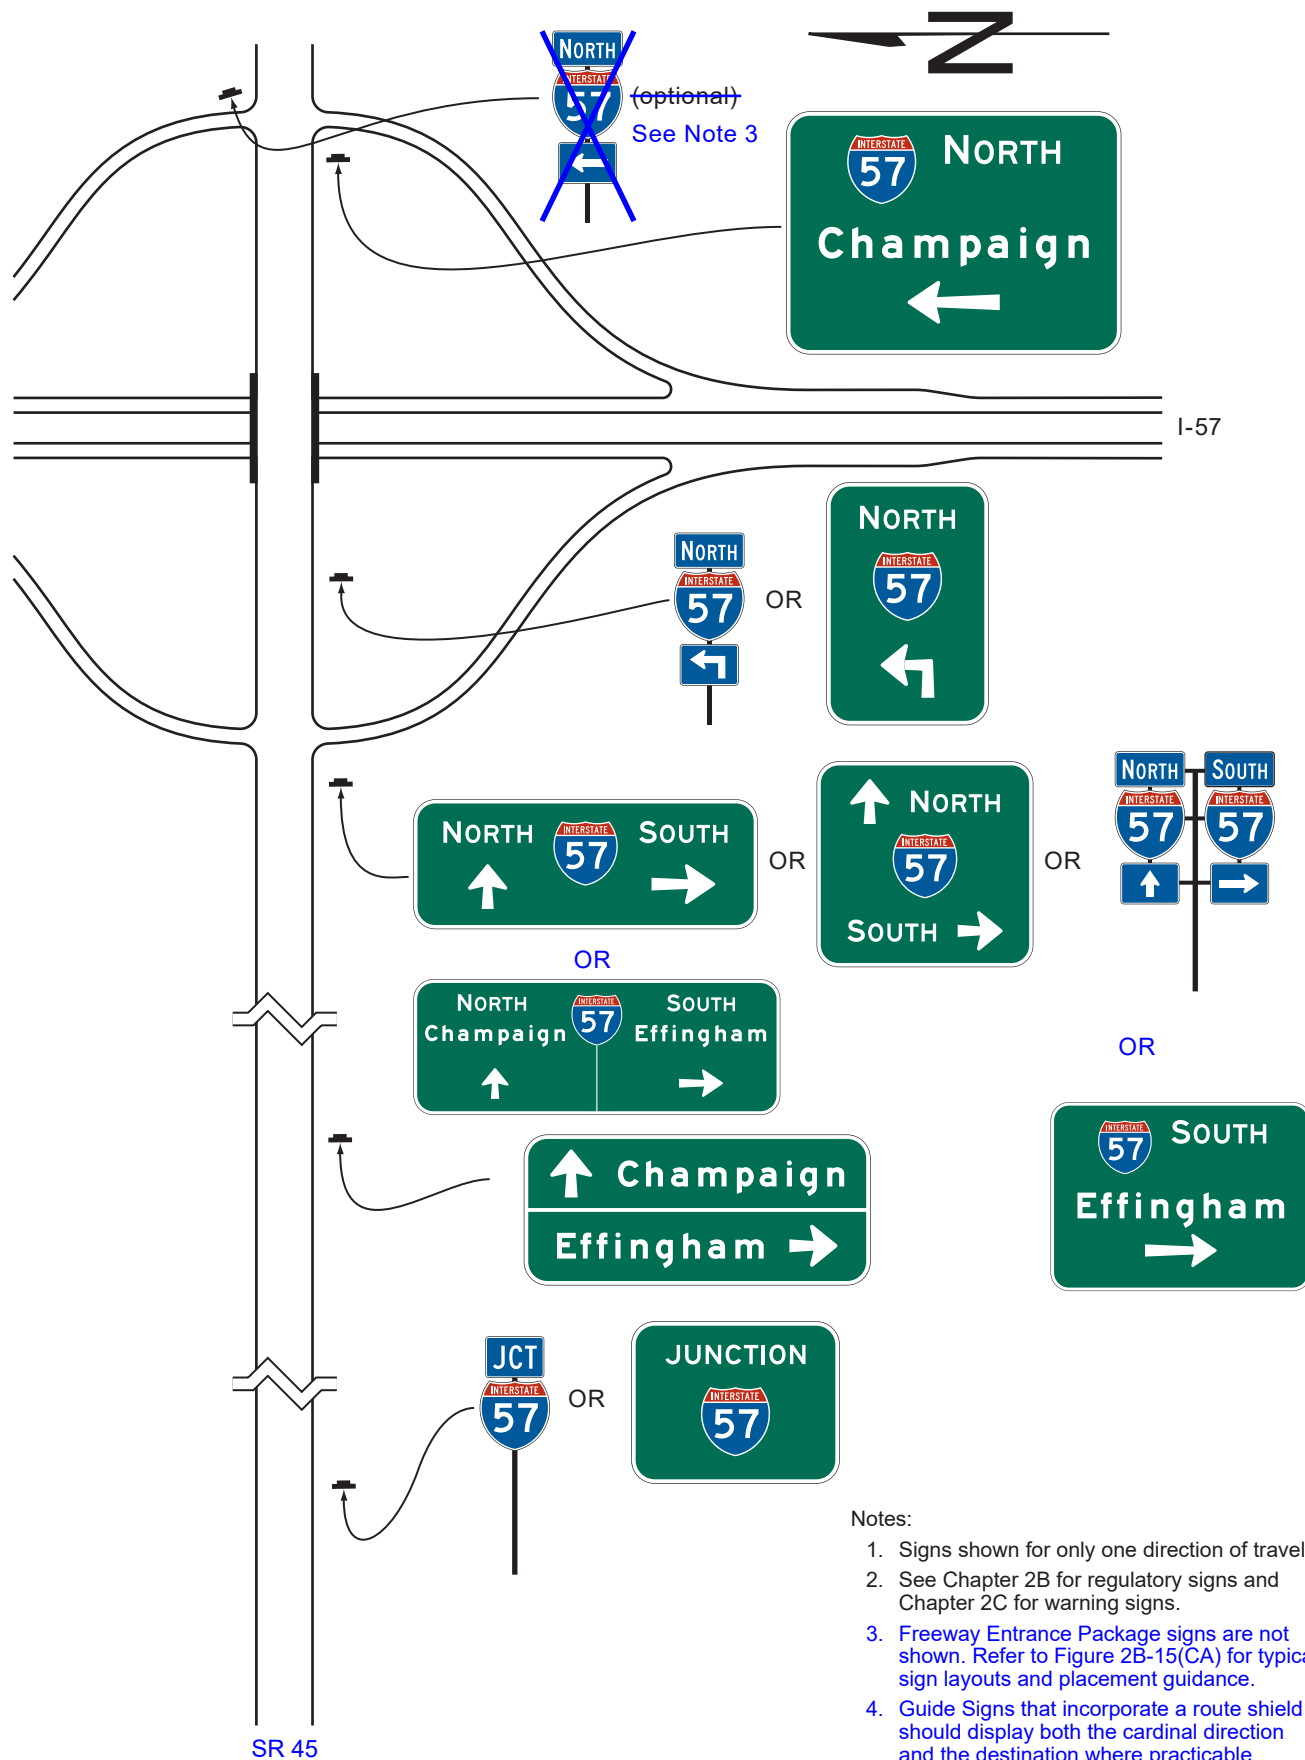 N
NORTH
INTERSTATE
57
(optional)
See Note 3
INTERSTATE
57
NORTH
Champaign
I-57
NORTH
INTERSTATE
57
OR
NORTH
INTERSTATE
57
NORTH
INTERSTATE
57
SOUTH
OR
NORTH
INTERSTATE
57
SOUTH
OR
NORTH
SOUTH
INTERSTATE
INTERSTATE
57
57
OR
NORTH
Champaign
INTERSTATE
57
SOUTH
Effingham
OR
Champaign
Effingham
INTERSTATE
57
SOUTH
Effingham
JCT
INTERSTATE
57
OR
JUNCTION
INTERSTATE
57
Notes:
1. Signs shown for only one direction of travel
2. See Chapter 2B for regulatory signs and
Chapter 2C for warning signs.
3. Freeway Entrance Package signs are not
shown. Refer to Figure 2B-15(CA) for typica
sign layouts and placement guidance.
4. Guide Signs that incorporate a route shield
should display both the cardinal direction
and the destination where practicable
SR 45